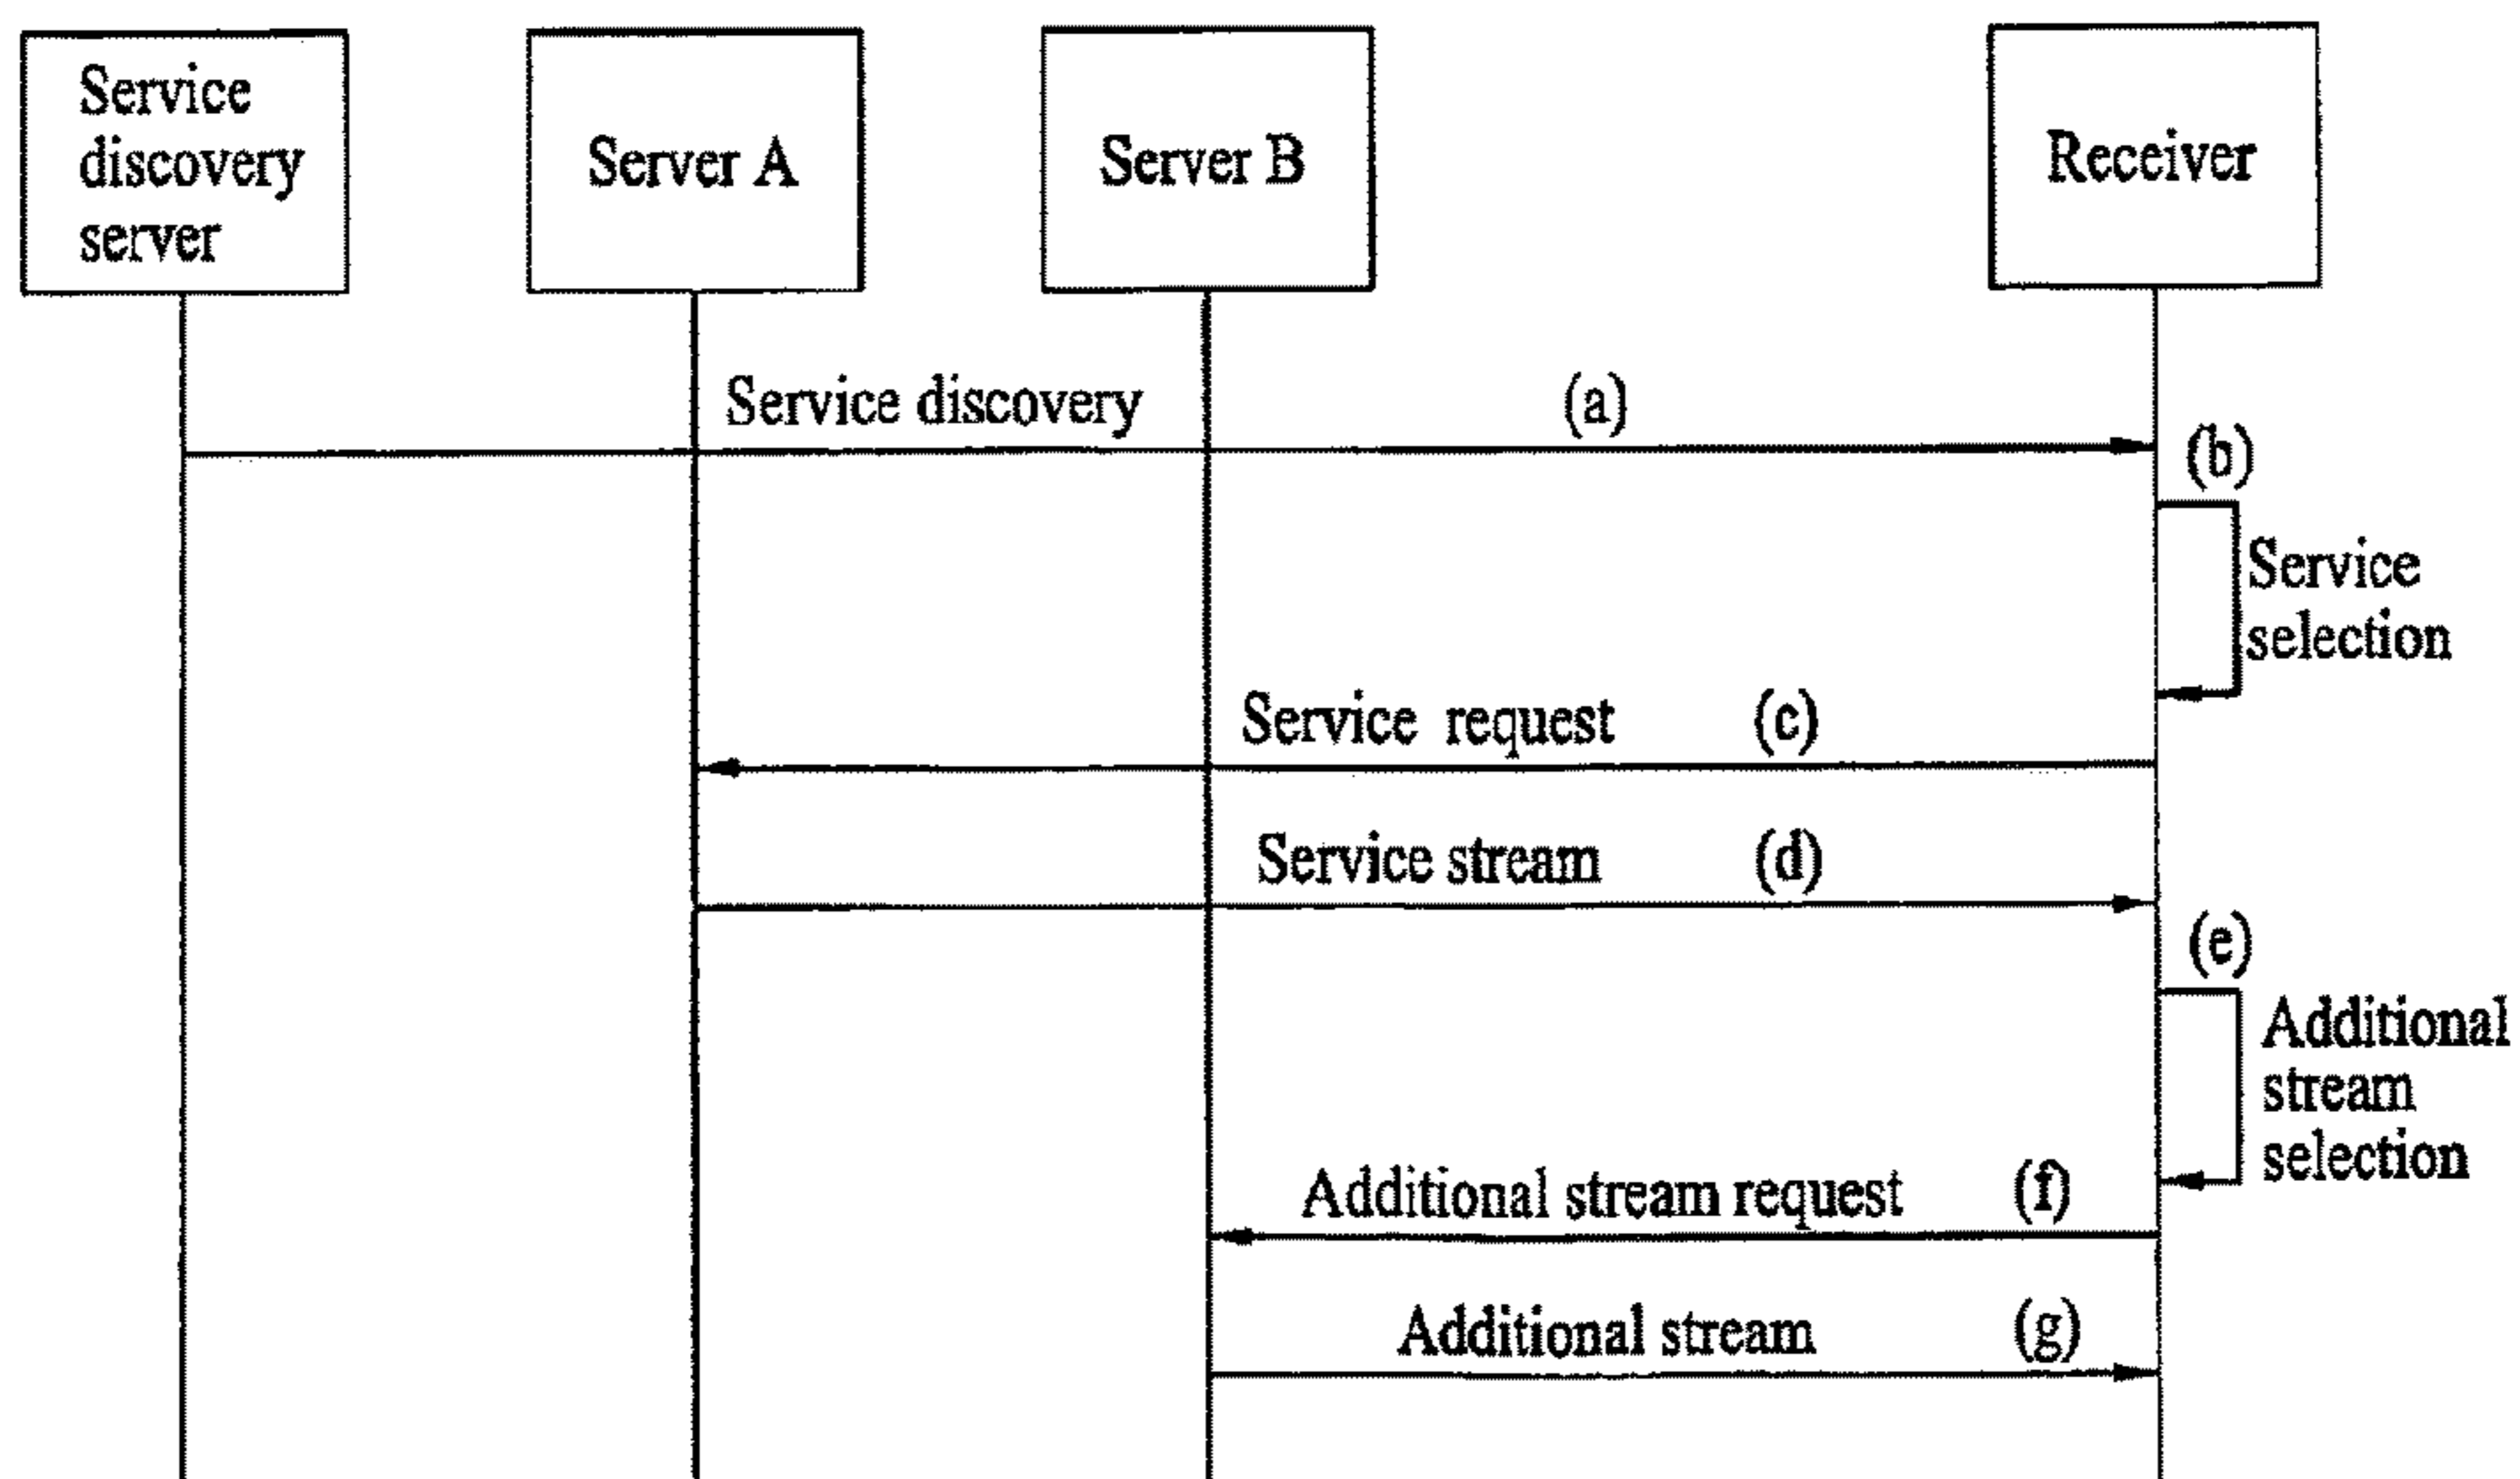 Service
discovery
server
Server A
Server B
Receiver
Service discovery (a)
(b)
Service
selection
Service request (c)
Service stream (d)
(e)
Additional
stream
selection
Additional stream request (f)
Additional stream (g)